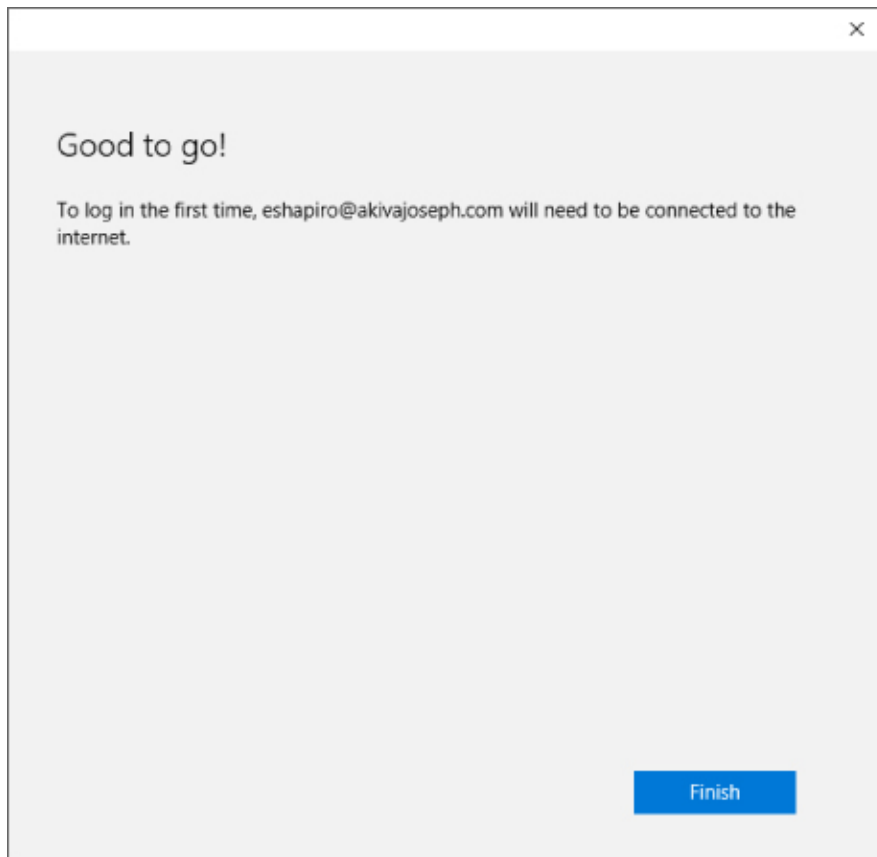 Good to go!
To log in the first time, eshapiro@akivajoseph.com will need to be connected to the
internet.
Finish